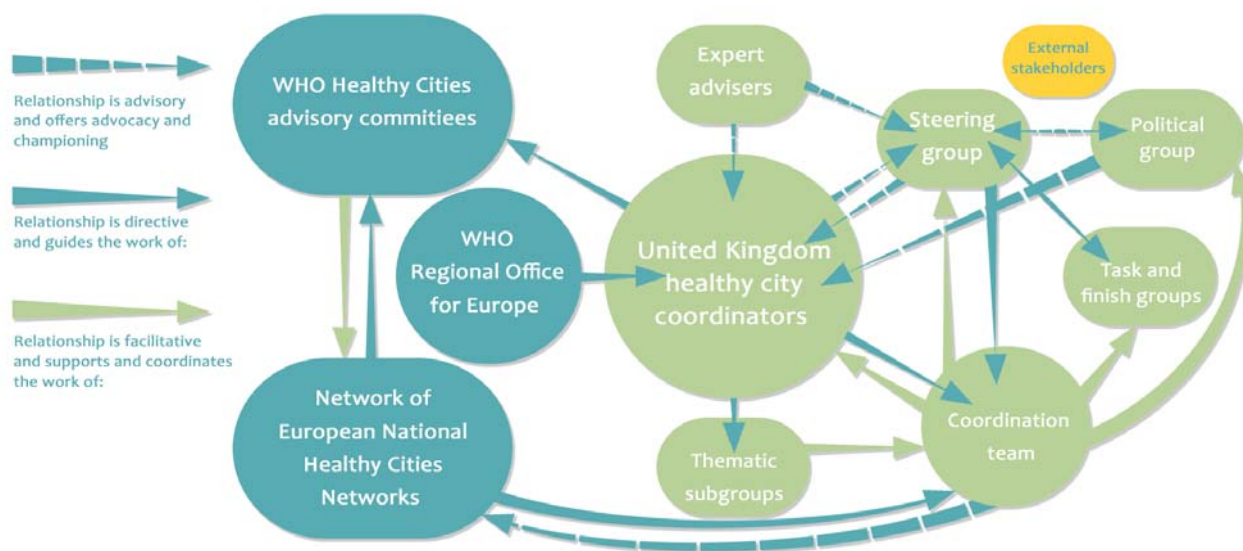 Relationship is advisory
and offers advocacy and
championing
Relationship is directive
and guides the work of:
Relationship is facilitative
and supports and coordinates
the work of:
WHO Healthy Cities
advisory commitiees
WHO
Regional Office
for Europe
Network of
European National
Healthy Cities
Networks
Expert
advisers
United Kingdom
healthy city
coordinators
Thematic
subgroups
Steering
group
External
stakeholders
Political
group
Task and
finish groups
Coordination
team